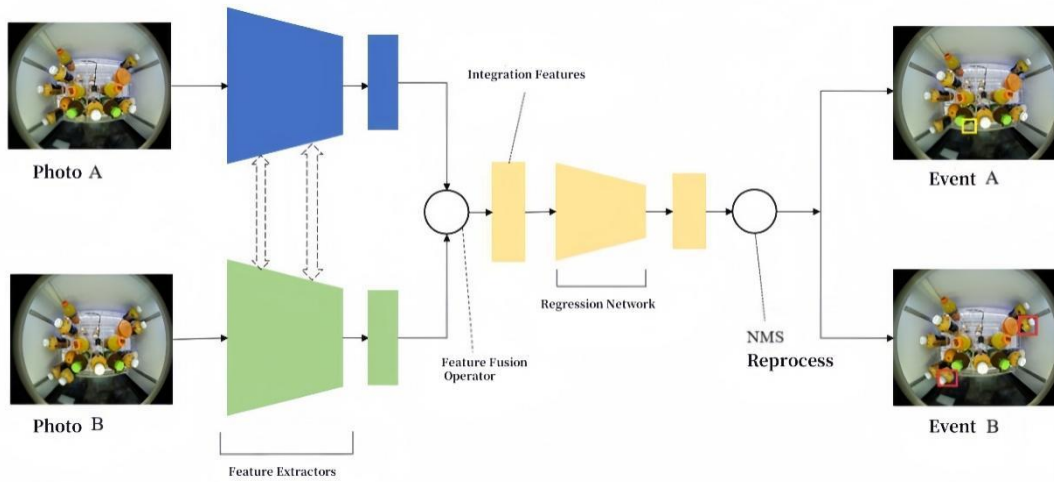 Photo A
Integration Features
Event A
Regression Network
Feature Fusion
Operator
NMS
Reprocess
Photo B
Event B
Feature Extractors